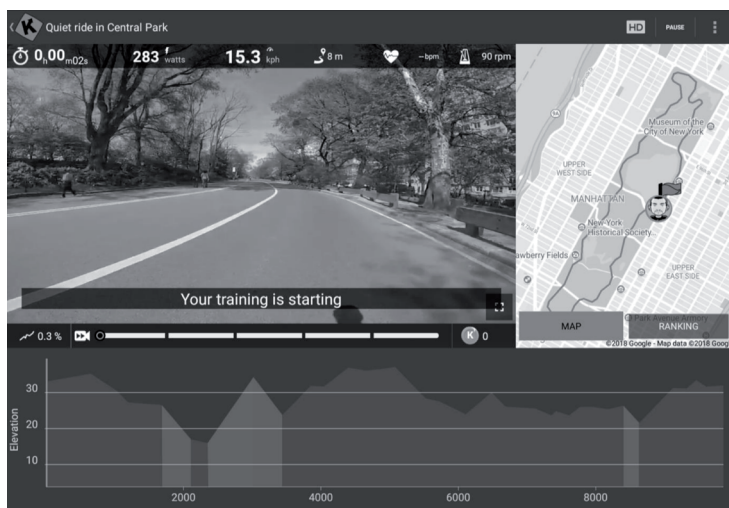 K
Quiet ride in Central Park
HD
PAUSE
0h00m02s
283 watts
15.3 kph
8 m
--bpm
90 rpm
Your training is starting
0.3 %
K 0
Museum of the
City of New York
9A
UPPER
WEST SIDE
MANHATTAN
New-York
Historical Society...
awberry Fields
UPPER
EAST SIDE
Park Avenue Armory
MAP
RANKING
©2018 Google - Map data ©2018 Goog
Elevation
30
20
10
2000
4000
6000
8000